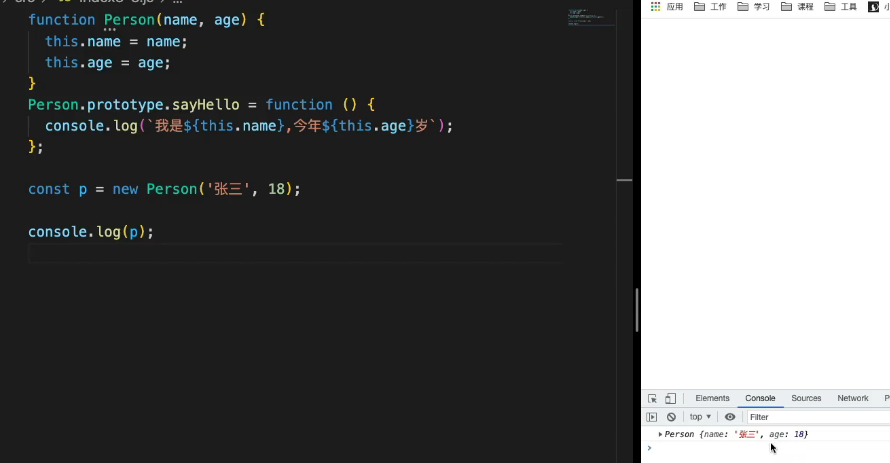 function Person(name, age) {
this.name = name;
this.age = age;
}
Person.prototype.sayHello = function () {
console.log(`我是${this.name},今年${this.age}岁`);
};
const p = new Person('张三', 18);
console.log(p);
应用 工作 学习 课程 工具
Elements Console Sources Network
top Filter
Person {name: '张三', age: 18}